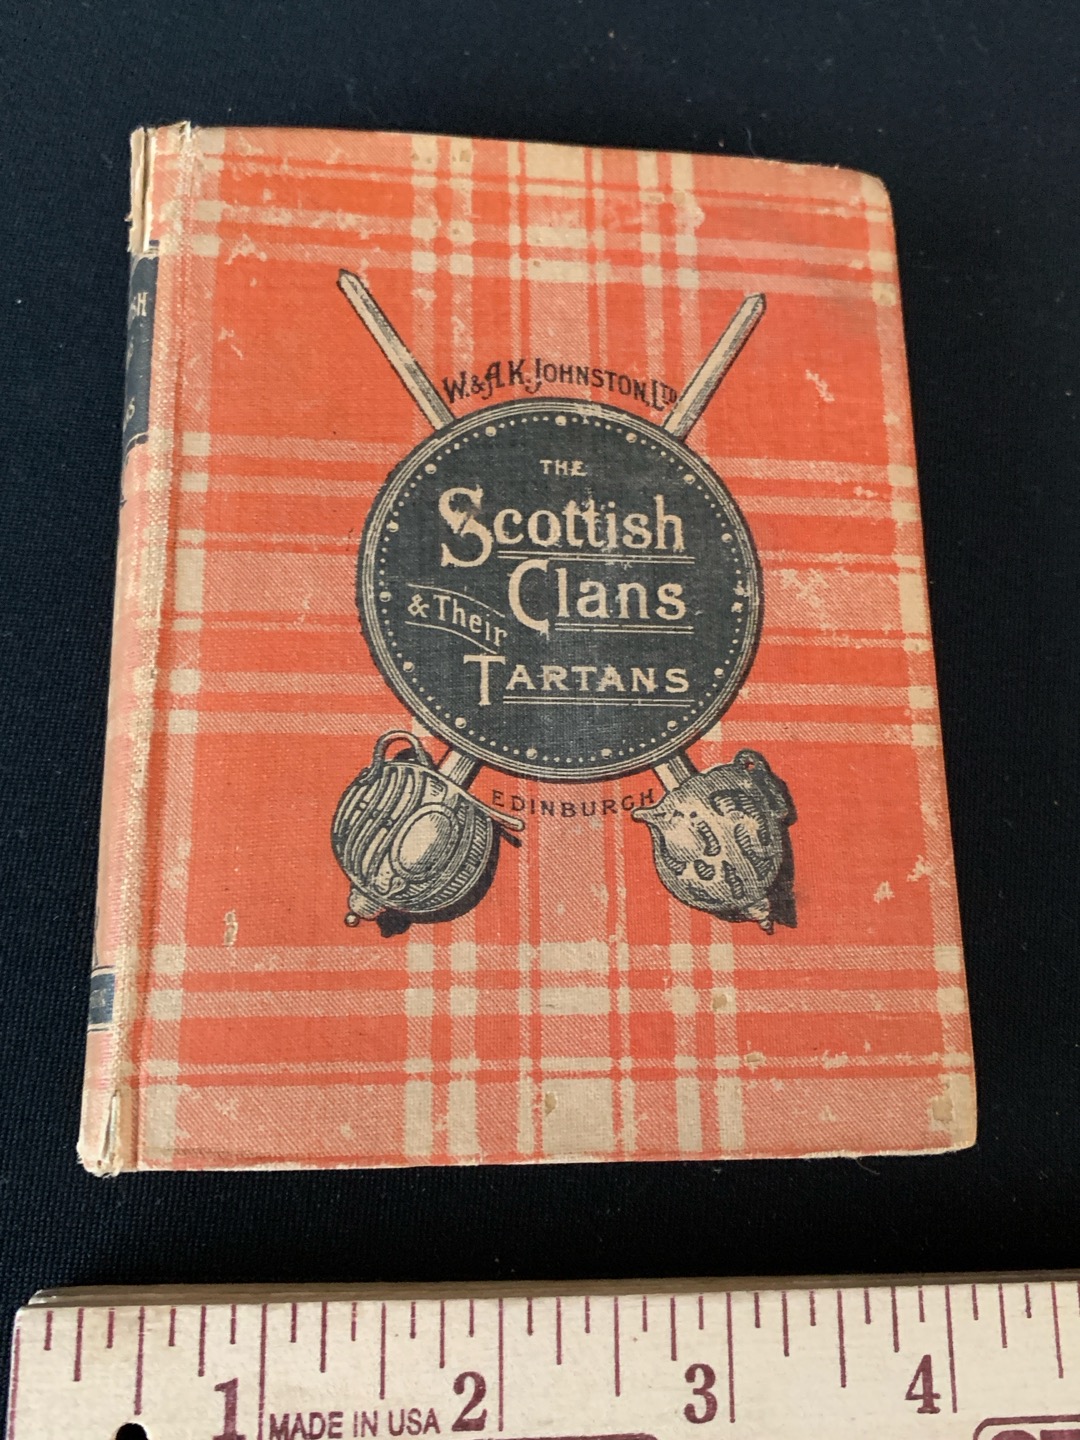 W. & A. K. JOHNSTON, LTD.
THE
Scottish
Clans
& Their
TARTANS
EDINBURGH
1 2 3 4
MADE IN USA